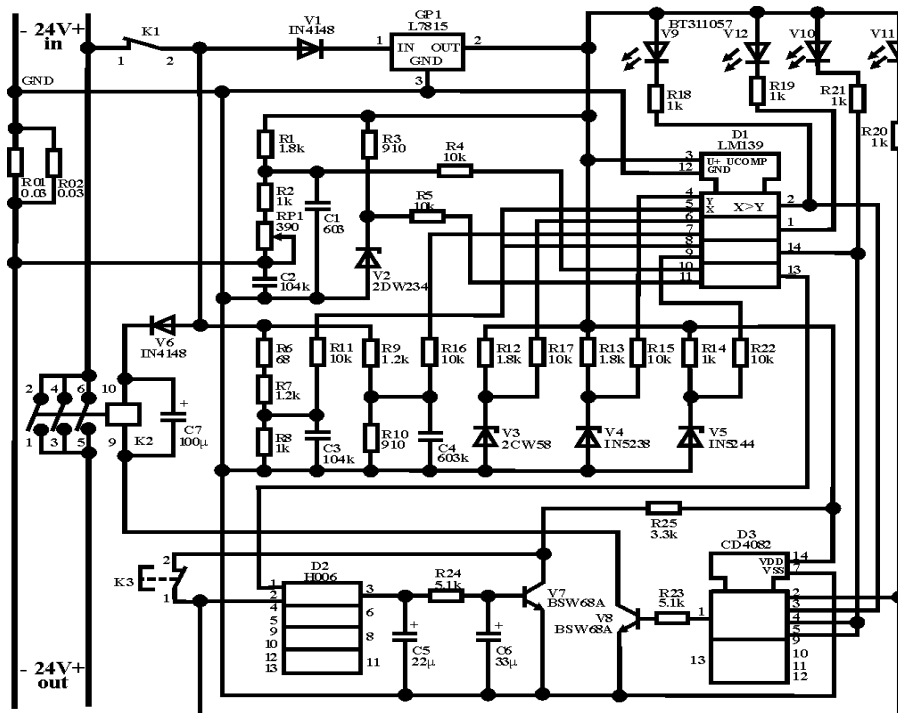 - 24V+
in
K1
1 2
V1
IN4148
GP1
L7815
1 IN OUT 2
GND
3
BT311057
V9
V12
V10
V11
GND
R18
1k
R19
1k
R21
1k
R20
1k
R01
0.03
R02
0.03
R1
1.8k
R3
910
R4
10k
D1
LM139
3 U+ UCOMP
12 GND
R2
1k
RP1
390
C1
603
R5
10k
4 Y X>Y 2
5 X
6 1
7
8 14
9
10 13
11
C2
104k
V2
2DW234
V6
IN4148
R6
68
R11
10k
R9
1.2k
R16
10k
R12
1.8k
R17
10k
R13
1.8k
R15
10k
R14
1k
R22
10k
2 4 6 10
R7
1.2k
1 3 5 9 K2
C7
100μ
R8
1k
C3
104k
R10
910
C4
603k
V3
2CW58
V4
IN5238
V5
IN5244
R25
3.3k
D3
CD4082
VDD 14
VSS 7
2
K3
1
D2
H006
1 3
2
4 6
5
9 8
10
12 11
13
R24
5.1k
V7
BSW68A
V8
BSW68A
R23
5.1k
1 2
3
4
5
9
13 10
11
12
C5
22μ
C6
33μ
- 24V+
out